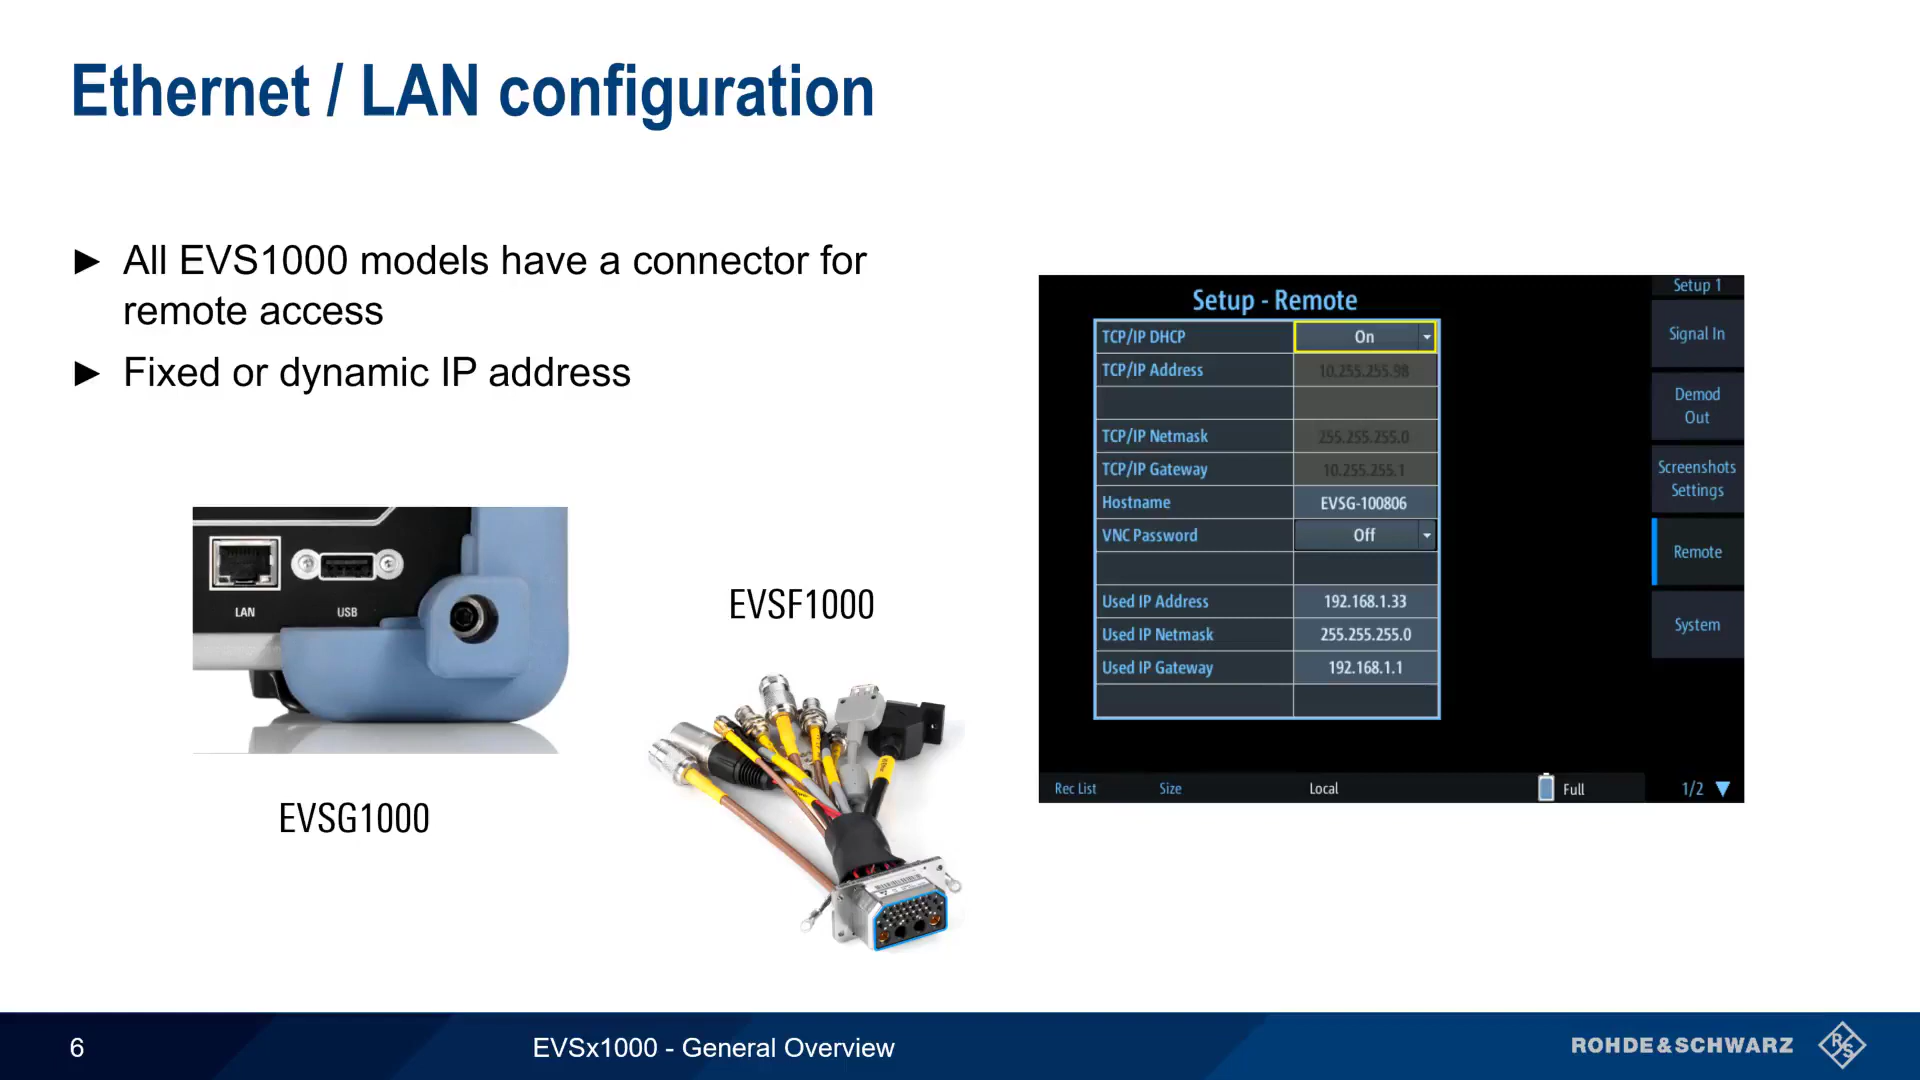 Ethernet / LAN configuration
► All EVS1000 models have a connector for
remote access
► Fixed or dynamic IP address
LAN
USB
EVSG1000
EVSF1000
Setup - Remote
TCP/IP DHCP On
TCP/IP Address 10.255.255.98
TCP/IP Netmask 255.255.255.0
TCP/IP Gateway 10.255.255.1
Hostname EVSG-100806
VNC Password Off
Used IP Address 192.168.1.33
Used IP Netmask 255.255.255.0
Used IP Gateway 192.168.1.1
Setup 1
Signal In
Demod
Out
Screenshots
Settings
Remote
System
Rec List Size Local Full 1/2
6 EVSx1000 - General Overview ROHDE&SCHWARZ
R&S